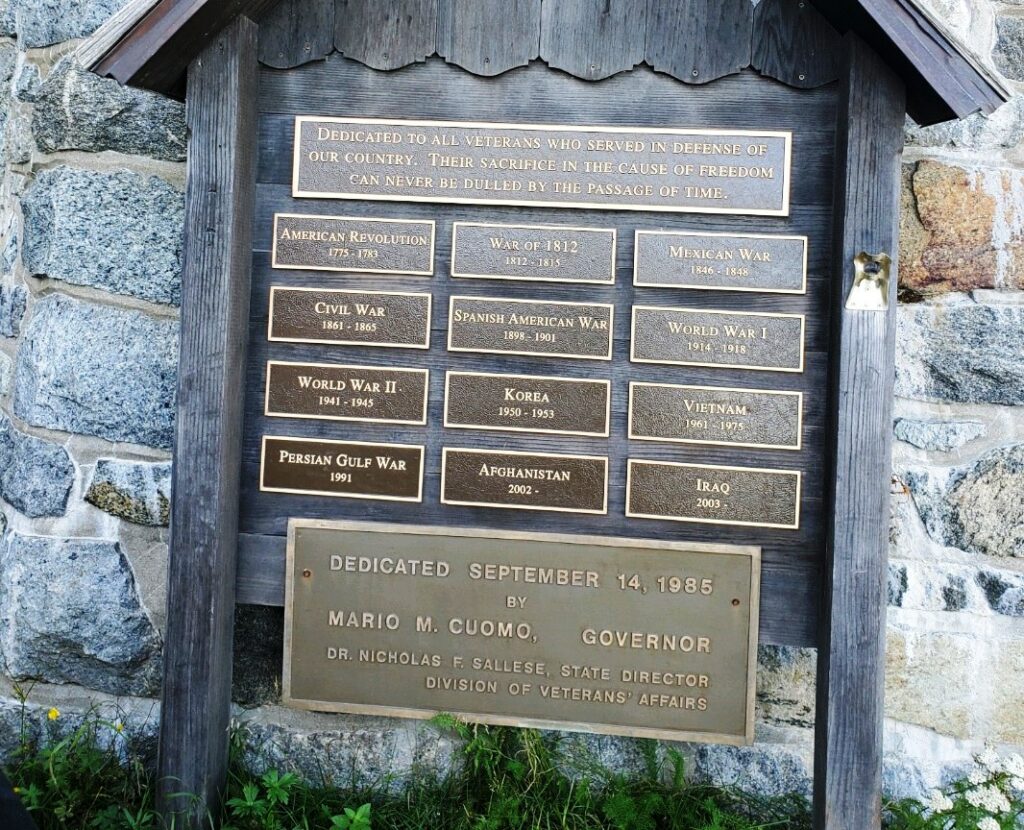 DEDICATED TO ALL VETERANS WHO SERVED IN DEFENSE OF
OUR COUNTRY. THEIR SACRIFICE IN THE CAUSE OF FREEDOM
CAN NEVER BE DULLED BY THE PASSAGE OF TIME.
AMERICAN REVOLUTION
1775 - 1783
WAR OF 1812
1812 - 1815
MEXICAN WAR
1846 - 1848
CIVIL WAR
1861 - 1865
SPANISH AMERICAN WAR
1898 - 1901
WORLD WAR I
1914 - 1918
WORLD WAR II
1941 - 1945
KOREA
1950 - 1953
VIETNAM
1961 - 1975
PERSIAN GULF WAR
1991
AFGHANISTAN
2002 -
IRAQ
2003 -
DEDICATED SEPTEMBER 14, 1985
BY
MARIO M. CUOMO, GOVERNOR
DR. NICHOLAS F. SALLESE, STATE DIRECTOR
DIVISION OF VETERANS' AFFAIRS